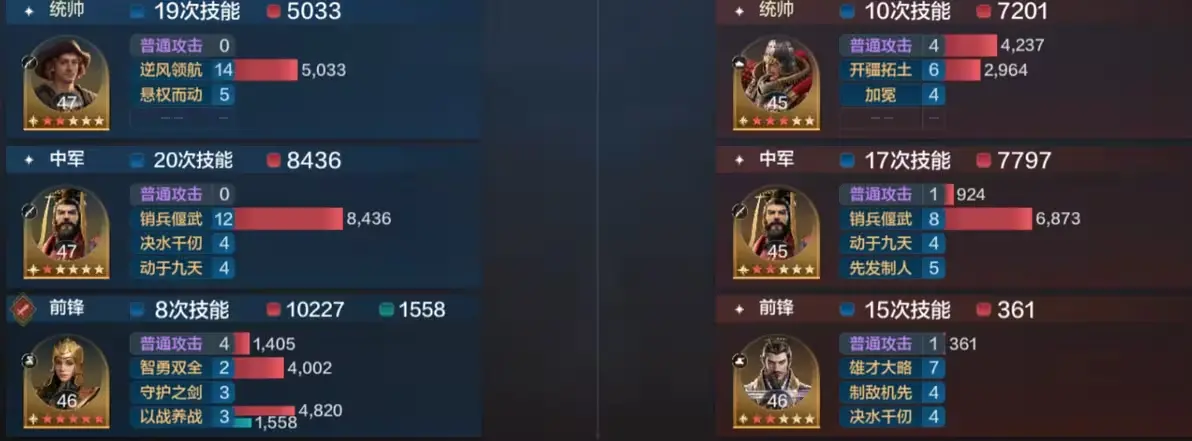 统帅 19次技能 5033
普通攻击 0
逆风领航 14 5,033
悬权而动 5
47
-- -- --
中军 20次技能 8436
普通攻击 0
销兵偃武 12 8,436
决水千仞 4
动于九天 4
47
前锋 8次技能 10227 1558
普通攻击 4 1,405
智勇双全 2 4,002
守护之剑 3
以战养战 3 4,820
1,558
46
统帅 10次技能 7201
普通攻击 4 4,237
开疆拓土 6 2,964
加冕 4
45
-- -- --
中军 17次技能 7797
普通攻击 1 924
销兵偃武 8 6,873
动于九天 4
先发制人 5
45
前锋 15次技能 361
普通攻击 1 361
雄才大略 7
制敌机先 4
决水千仞 4
46